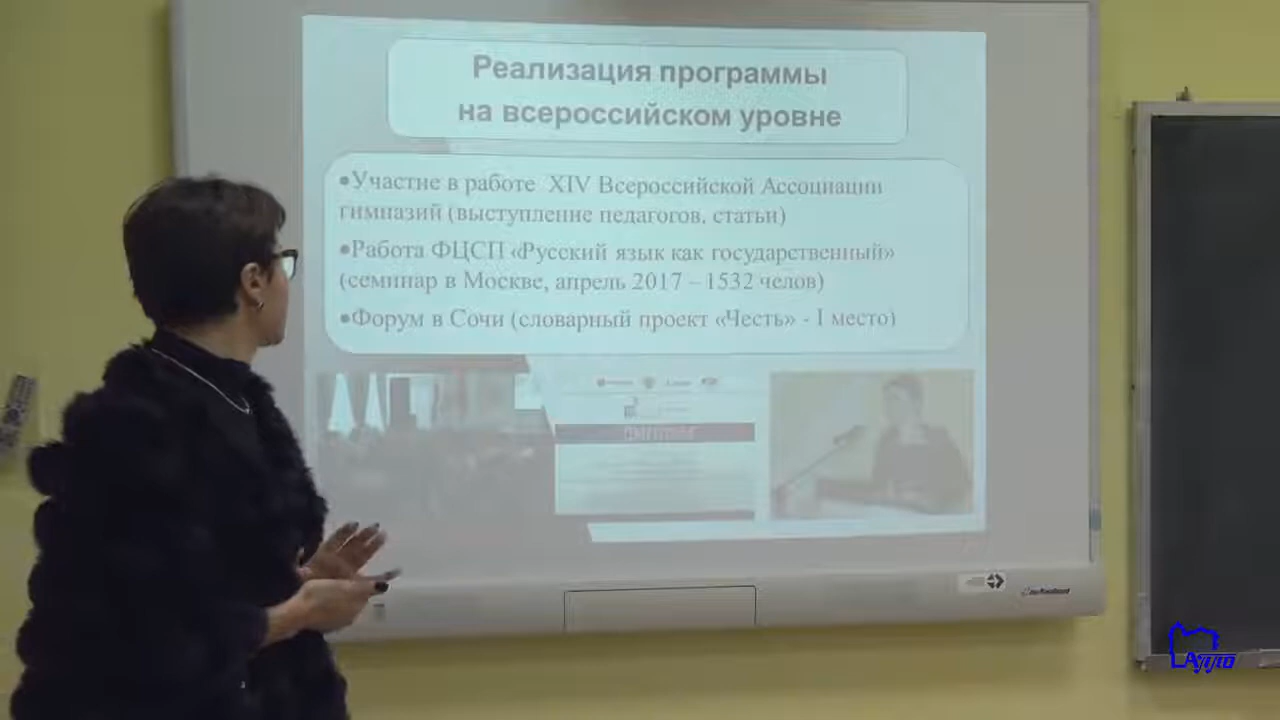 Реализация программы
на всероссийском уровне
•Участие в работе XIV Всероссийской Ассоциации
гимназий (выступление педагогов, статьи)
•Работа ФЦСП «Русский язык как государственный»
(семинар в Москве, апрель 2017 – 1532 челов)
•Форум в Сочи (словарный проект «Честь» - I место)
Аппо